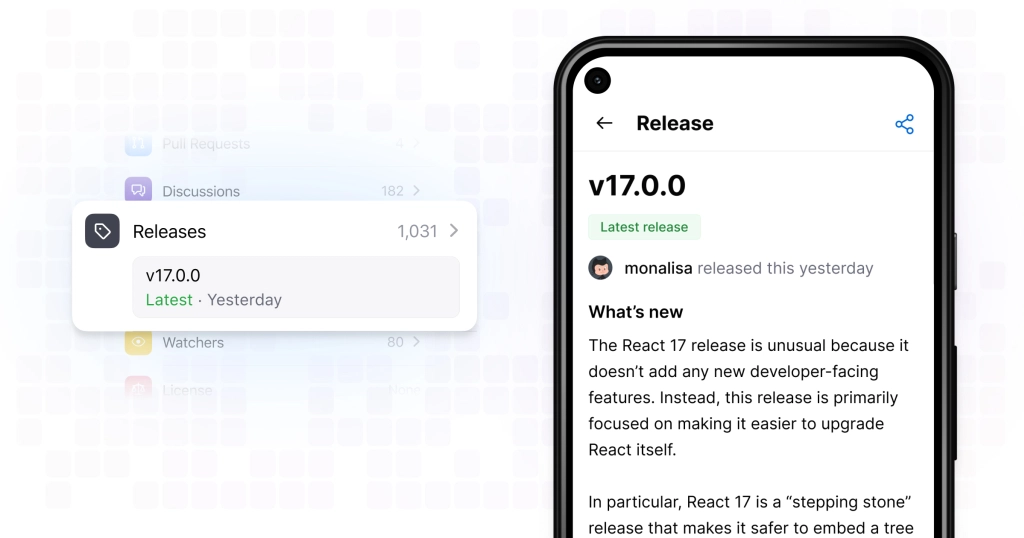 Pull Requests 4
Discussions 182
Releases 1,031
v17.0.0
Latest · Yesterday
Watchers 80
License None
Release
v17.0.0
Latest release
monalisa released this yesterday
What’s new
The React 17 release is unusual because it
doesn’t add any new developer-facing
features. Instead, this release is primarily
focused on making it easier to upgrade
React itself.
In particular, React 17 is a “stepping stone”
release that makes it safer to embed a tree